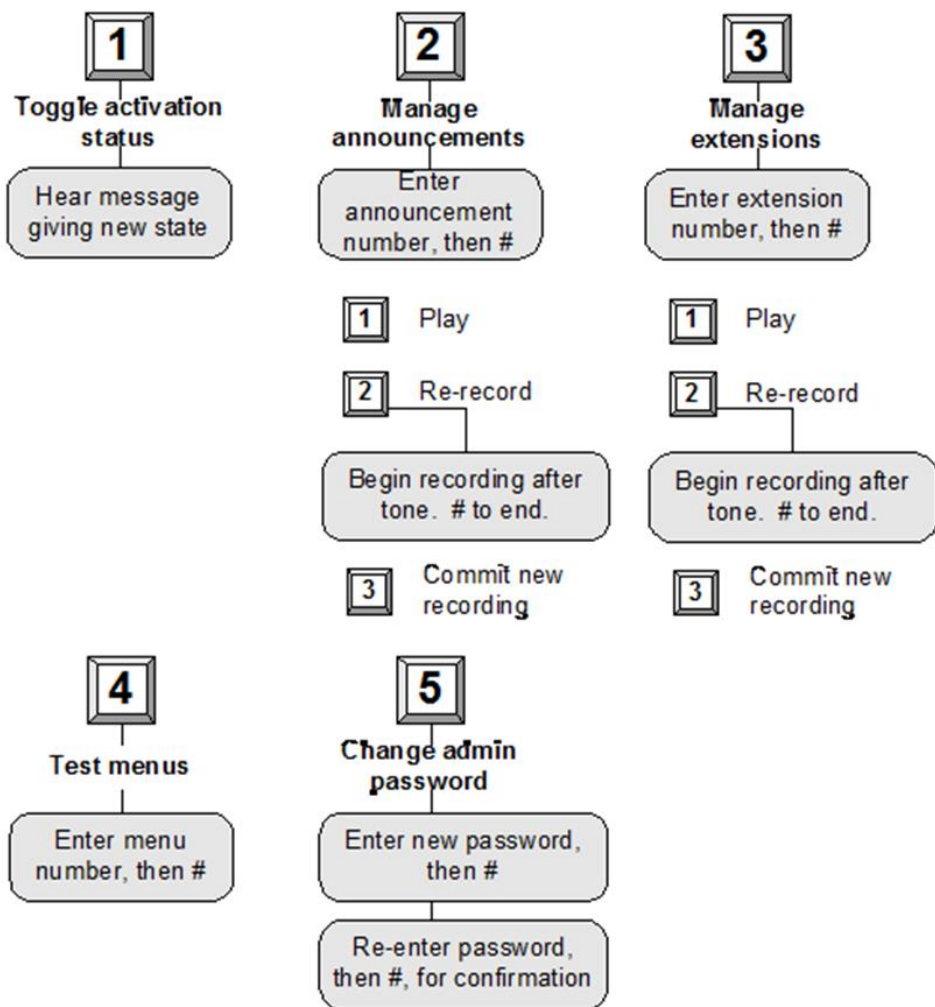 1
Toggle activation
status
Hear message
giving new state
2
Manage
announcements
Enter
announcement
number, then #
1 Play
2 Re-record
Begin recording after
tone. # to end.
3 Commit new
recording
3
Manage
extensions
Enter extension
number, then #
1 Play
2 Re-record
Begin recording after
tone. # to end.
3 Commit new
recording
4
Test menus
Enter menu
number, then #
5
Change admin
password
Enter new password,
then #
Re-enter password,
then #, for confirmation